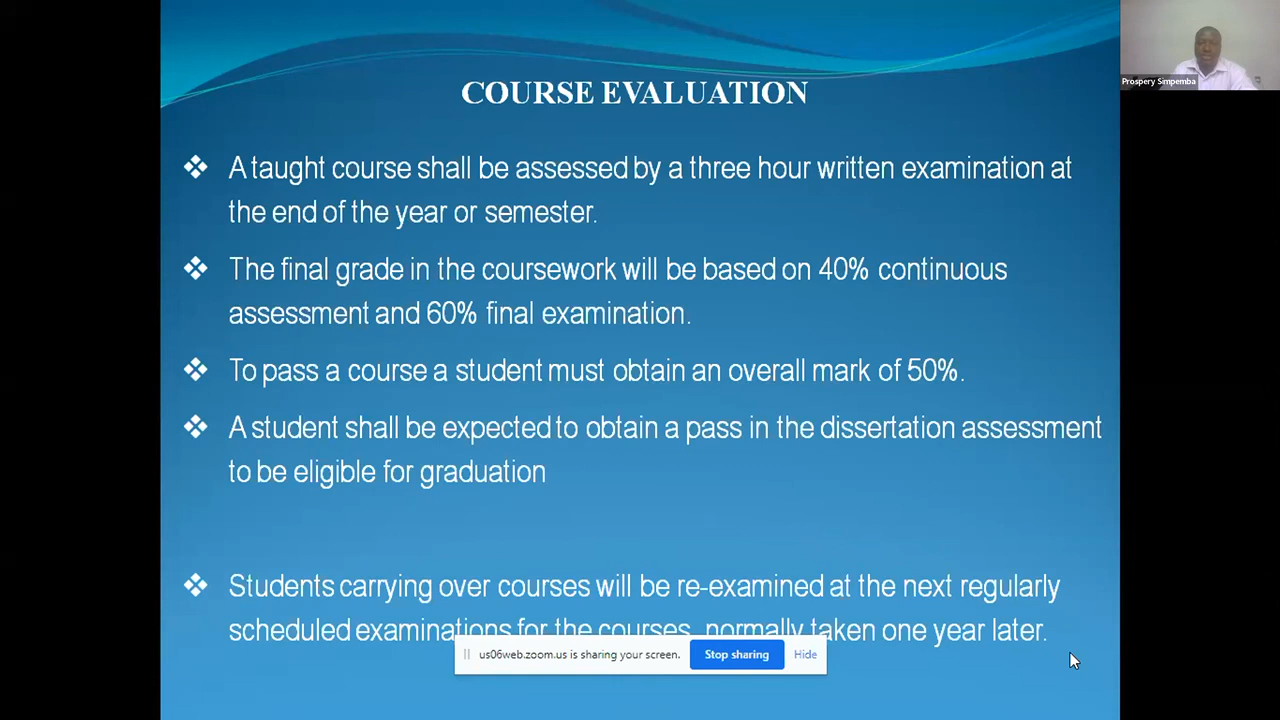 COURSE EVALUATION
Prospery Simpemba
A taught course shall be assessed by a three hour written examination at
the end of the year or semester.
The final grade in the coursework will be based on 40% continuous
assessment and 60% final examination.
To pass a course a student must obtain an overall mark of 50%.
A student shall be expected to obtain a pass in the dissertation assessment
to be eligible for graduation
Students carrying over courses will be re-examined at the next regularly
scheduled examinations for the courses, normally taken one year later.
us06web.zoom.us is sharing your screen. Stop sharing Hide